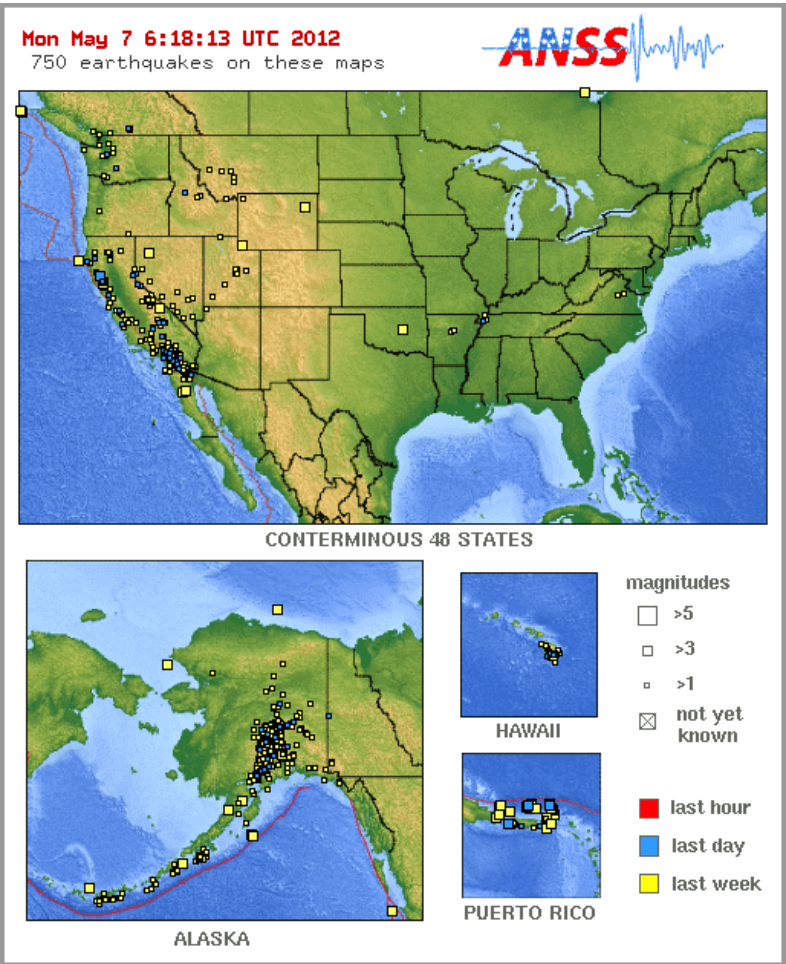 Mon May 7 6:18:13 UTC 2012
750 earthquakes on these maps
ANSS
CONTERMINOUS 48 STATES
ALASKA
HAWAII
PUERTO RICO
magnitudes
>5
>3
>1
not yet
known
last hour
last day
last week